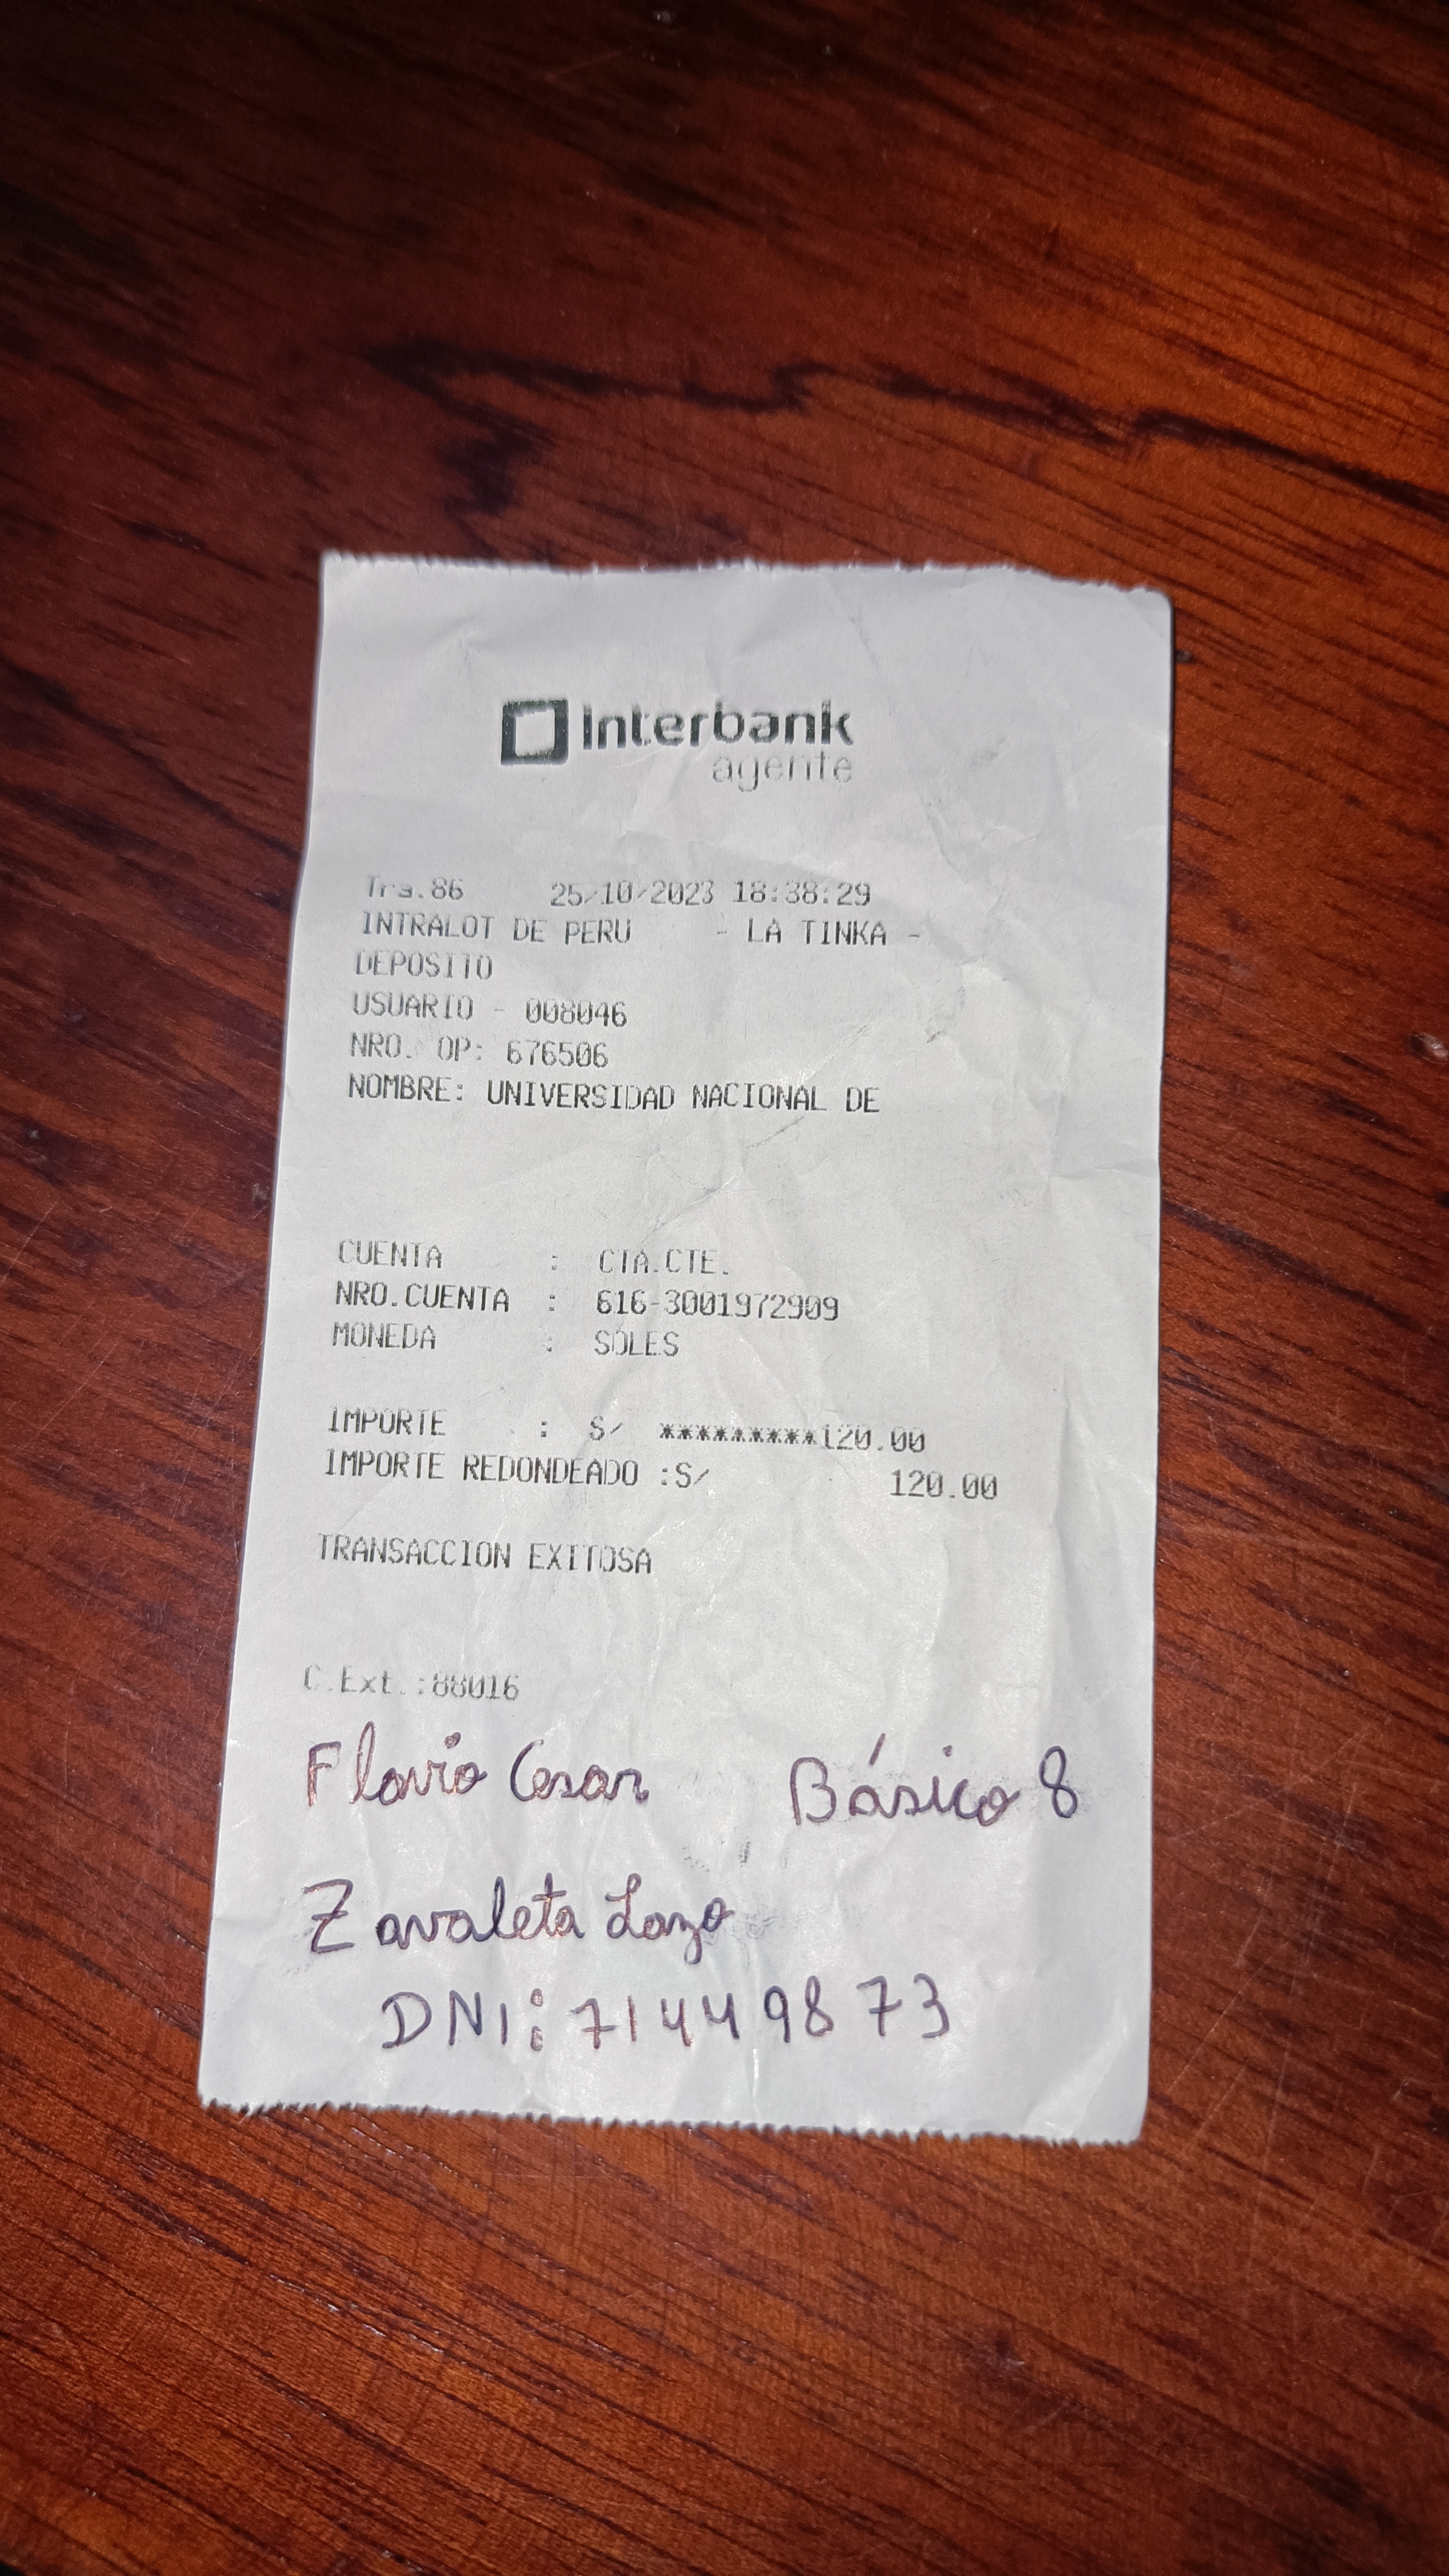 Interbank
agente
Tra.86 25/10/2023 18:38:29
INTRALOT DE PERU - LA TINKA -
DEPOSITO
USUARIO - 008046
NRO. OP: 676506
NOMBRE: UNIVERSIDAD NACIONAL DE
CUENTA : CTA.CTE.
NRO.CUENTA : 616-3001972909
MONEDA : SOLES
IMPORTE : S/ *********120.00
IMPORTE REDONDEADO :S/ 120.00
TRANSACCION EXITOSA
C.Ext.:88016
Flavio Cesar Básico 8
Zavaleta Lazo
DNI: 71449873